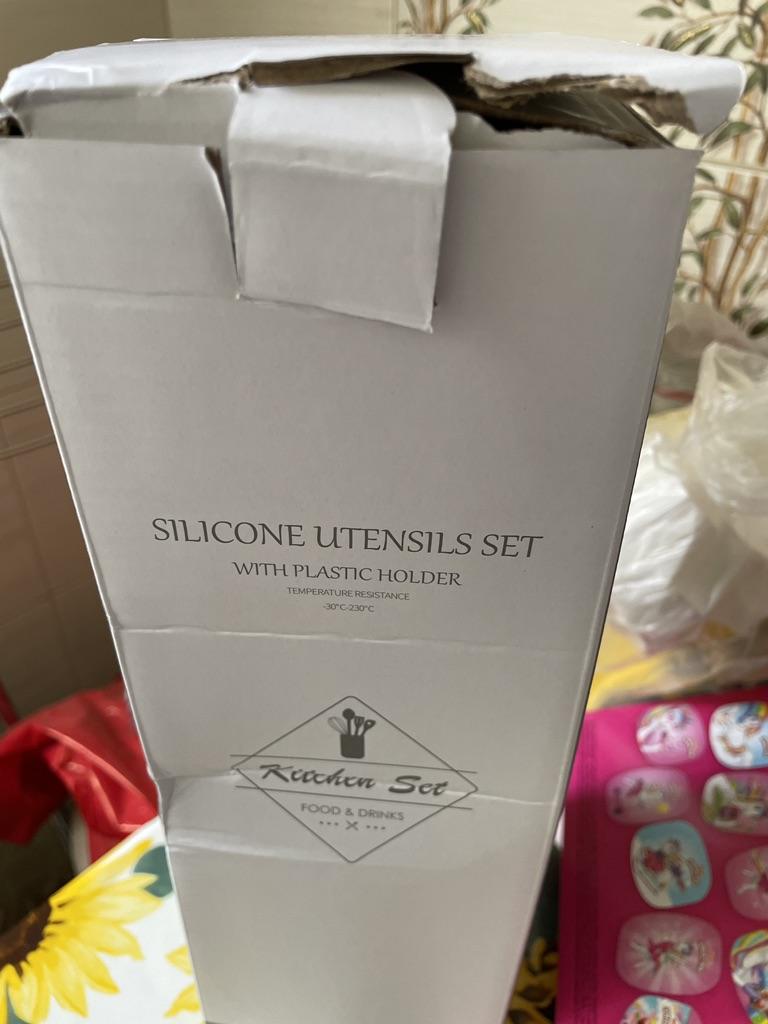 SILICONE UTENSILS SET
WITH PLASTIC HOLDER
TEMPERATURE RESISTANCE
-30°C-230°C
Kitchen Set
FOOD & DRINKS